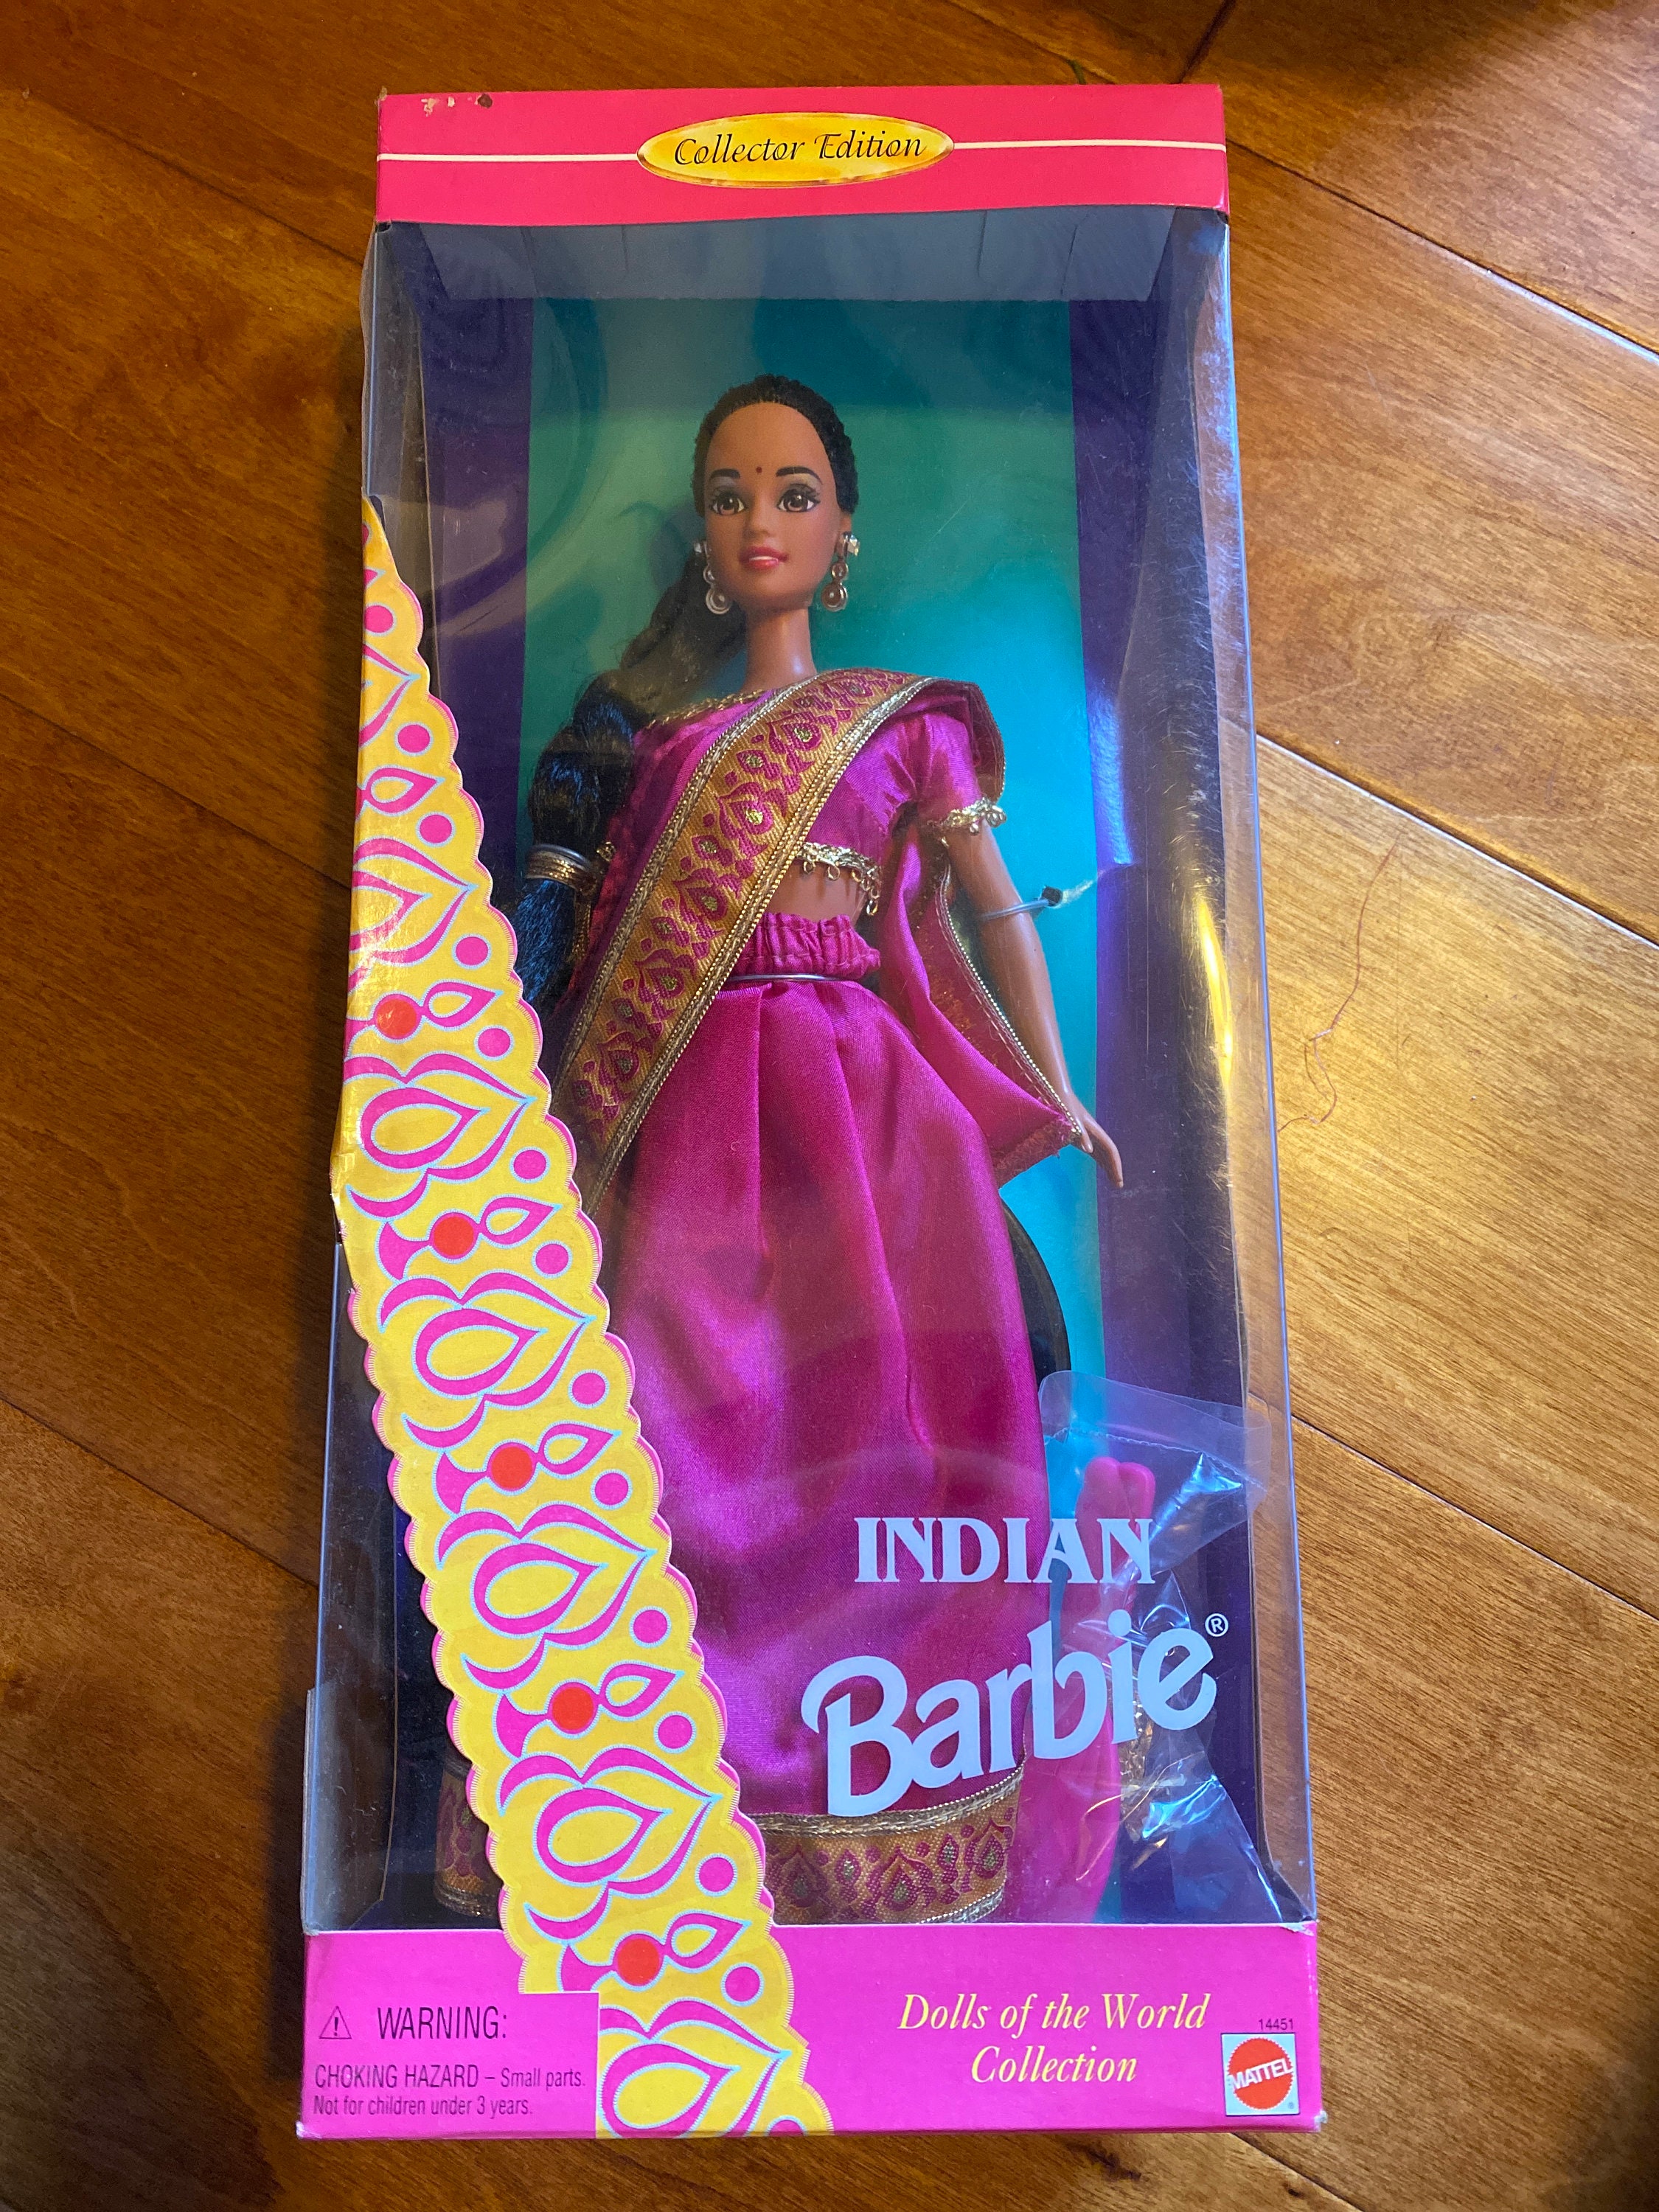 Collector Edition
INDIAN
Barbie®
⚠ WARNING:
CHOKING HAZARD – Small parts.
Not for children under 3 years.
Dolls of the World
Collection
14451
MATTEL®